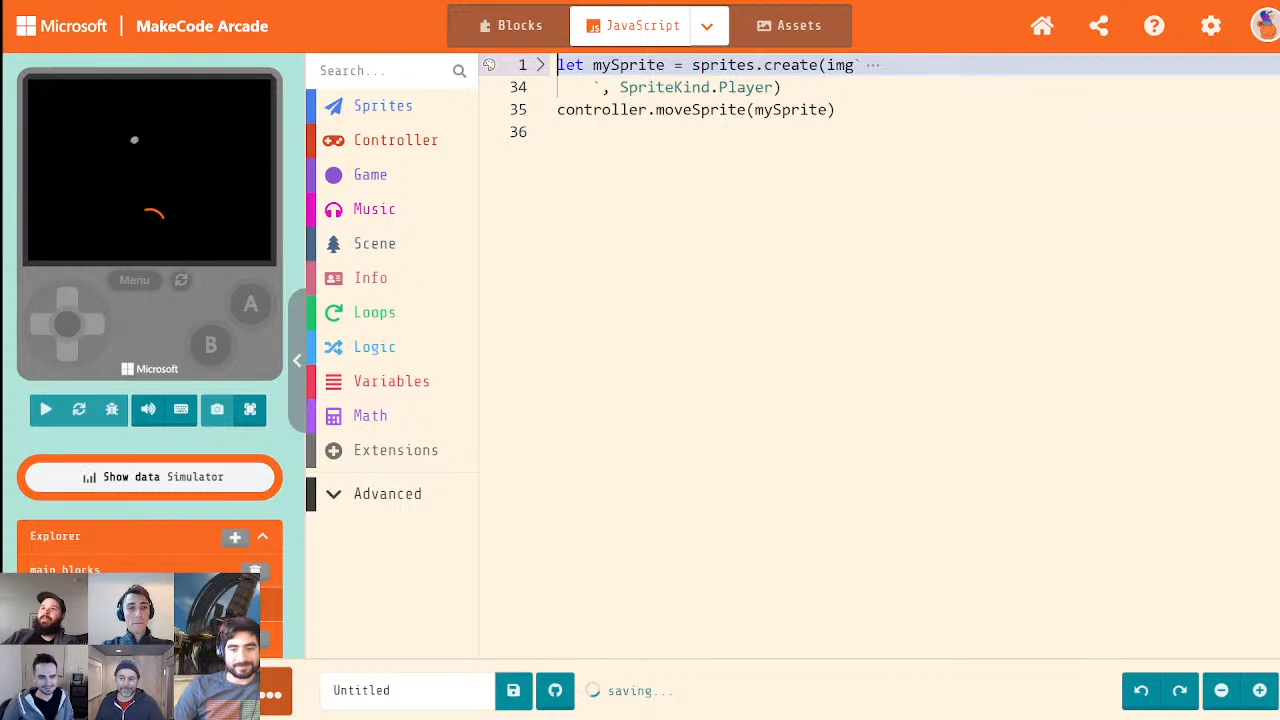 Microsoft | MakeCode Arcade
Blocks
JavaScript
Assets
Search...
Sprites
Controller
Game
Music
Scene
Info
Loops
Logic
Variables
Math
Extensions
Advanced
1 let mySprite = sprites.create(img` ...
34 `, SpriteKind.Player)
35 controller.moveSprite(mySprite)
36
Menu
A
B
Microsoft
Show data Simulator
Explorer
main blocks
Untitled
saving...